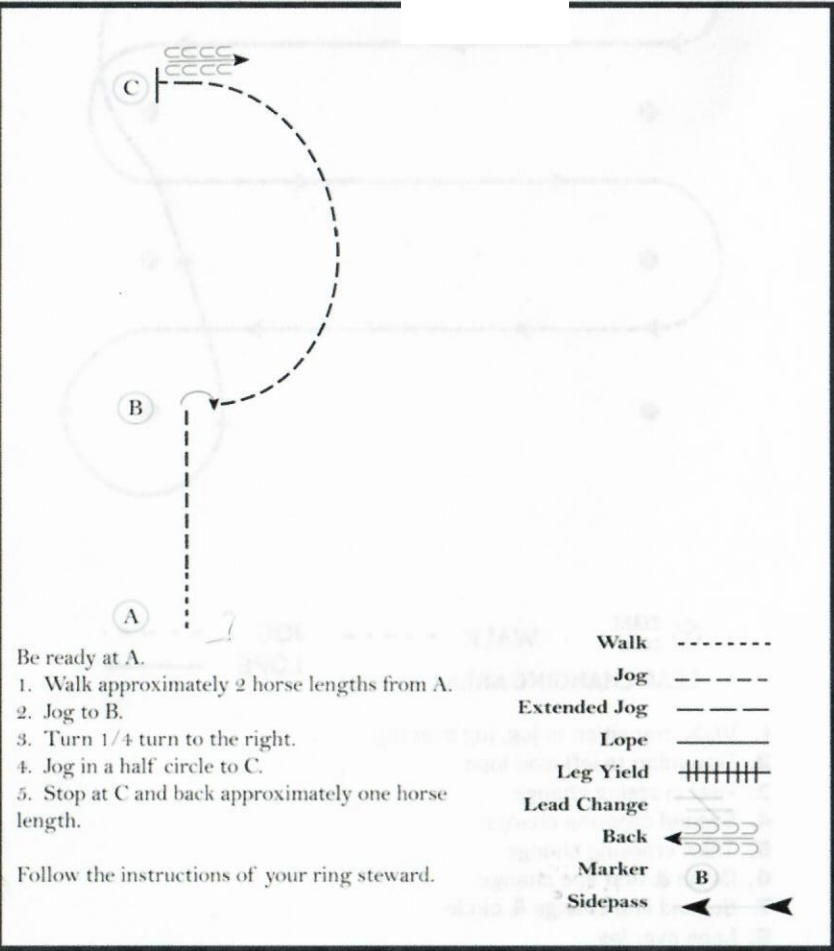 C
B
A
Be ready at A.
1. Walk approximately 2 horse lengths from A.
2. Jog to B.
3. Turn 1/4 turn to the right.
4. Jog in a half circle to C.
5. Stop at C and back approximately one horse
length.
Follow the instructions of your ring steward.
Walk
Jog
Extended Jog
Lope
Leg Yield
Lead Change
Back
Marker B
Sidepass